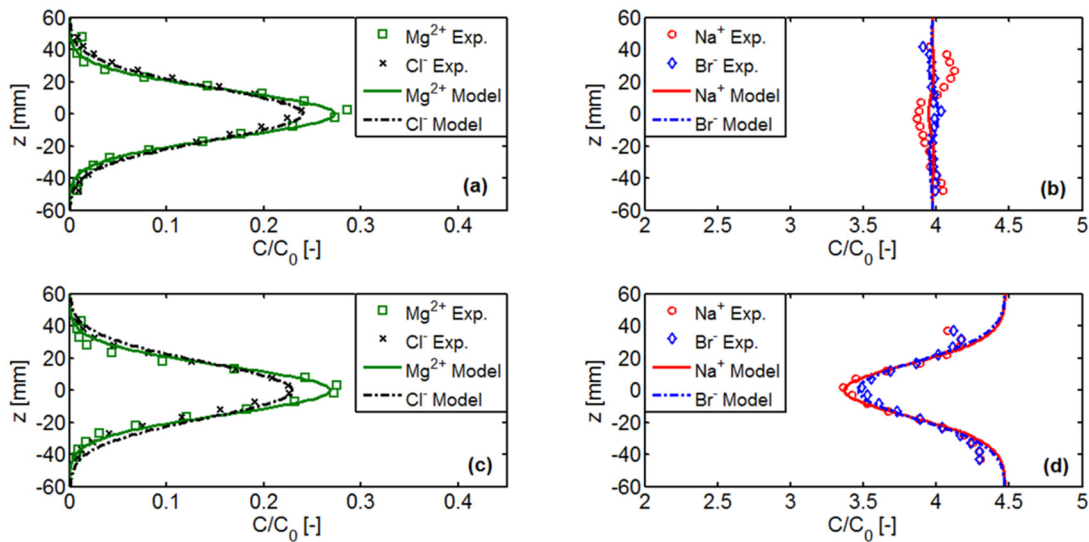 60
40
20
0
-20
-40
-60
z [mm]
Mg²⁺ Exp.
Cl⁻ Exp.
Mg²⁺ Model
Cl⁻ Model
(a)
0 0.1 0.2 0.3 0.4
C/C₀ [-]
60
40
20
0
-20
-40
-60
z [mm]
Na⁺ Exp.
Br⁻ Exp.
Na⁺ Model
Br⁻ Model
(b)
2 2.5 3 3.5 4 4.5 5
C/C₀ [-]
60
40
20
0
-20
-40
-60
z [mm]
Mg²⁺ Exp.
Cl⁻ Exp.
Mg²⁺ Model
Cl⁻ Model
(c)
0 0.1 0.2 0.3 0.4
C/C₀ [-]
60
40
20
0
-20
-40
-60
z [mm]
Na⁺ Exp.
Br⁻ Exp.
Na⁺ Model
Br⁻ Model
(d)
2 2.5 3 3.5 4 4.5 5
C/C₀ [-]